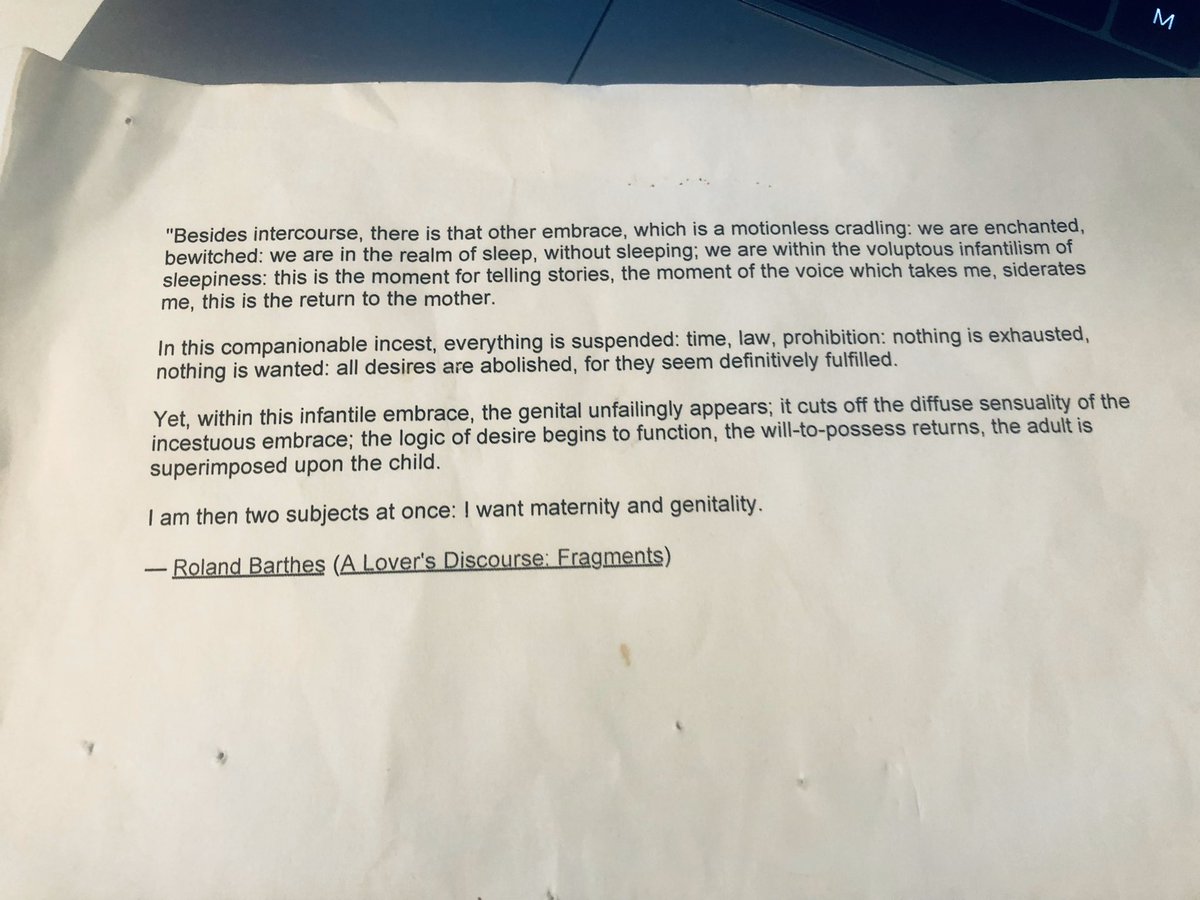 M
"Besides intercourse, there is that other embrace, which is a motionless cradling: we are enchanted,
bewitched: we are in the realm of sleep, without sleeping; we are within the voluptous infantilism of
sleepiness: this is the moment for telling stories, the moment of the voice which takes me, siderates
me, this is the return to the mother.
In this companionable incest, everything is suspended: time, law, prohibition: nothing is exhausted,
nothing is wanted: all desires are abolished, for they seem definitively fulfilled.
Yet, within this infantile embrace, the genital unfailingly appears; it cuts off the diffuse sensuality of the
incestuous embrace; the logic of desire begins to function, the will-to-possess returns, the adult is
superimposed upon the child.
I am then two subjects at once: I want maternity and genitality.
— Roland Barthes (A Lover's Discourse: Fragments)